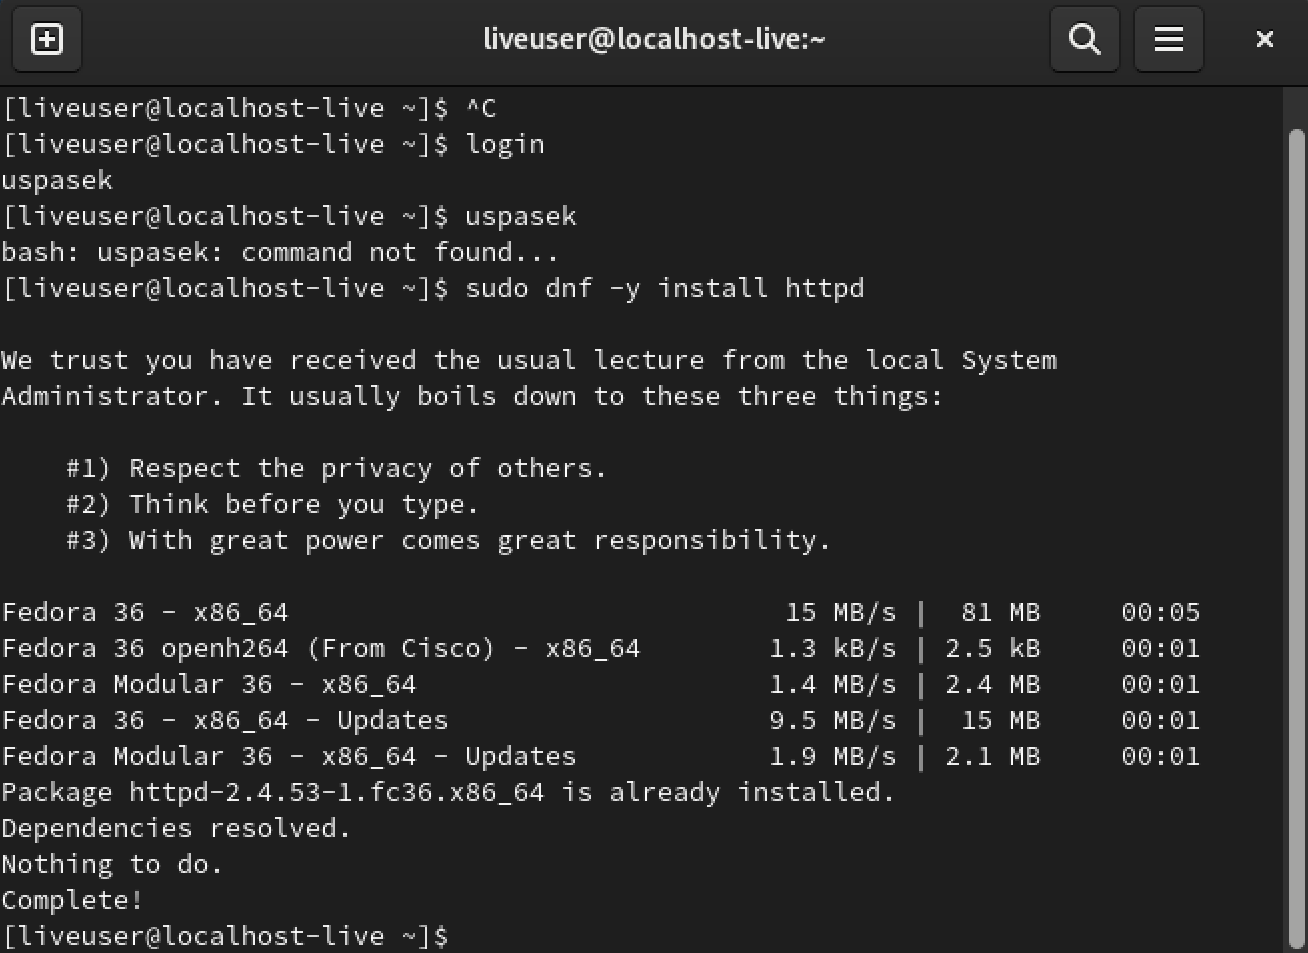 liveuser@localhost-live:~
[liveuser@localhost-live ~]$ ^C
[liveuser@localhost-live ~]$ login
uspasek
[liveuser@localhost-live ~]$ uspasek
bash: uspasek: command not found...
[liveuser@localhost-live ~]$ sudo dnf -y install httpd
We trust you have received the usual lecture from the local System
Administrator. It usually boils down to these three things:
#1) Respect the privacy of others.
#2) Think before you type.
#3) With great power comes great responsibility.
Fedora 36 - x86_64 15 MB/s | 81 MB 00:05
Fedora 36 openh264 (From Cisco) - x86_64 1.3 kB/s | 2.5 kB 00:01
Fedora Modular 36 - x86_64 1.4 MB/s | 2.4 MB 00:01
Fedora 36 - x86_64 - Updates 9.5 MB/s | 15 MB 00:01
Fedora Modular 36 - x86_64 - Updates 1.9 MB/s | 2.1 MB 00:01
Package httpd-2.4.53-1.fc36.x86_64 is already installed.
Dependencies resolved.
Nothing to do.
Complete!
[liveuser@localhost-live ~]$